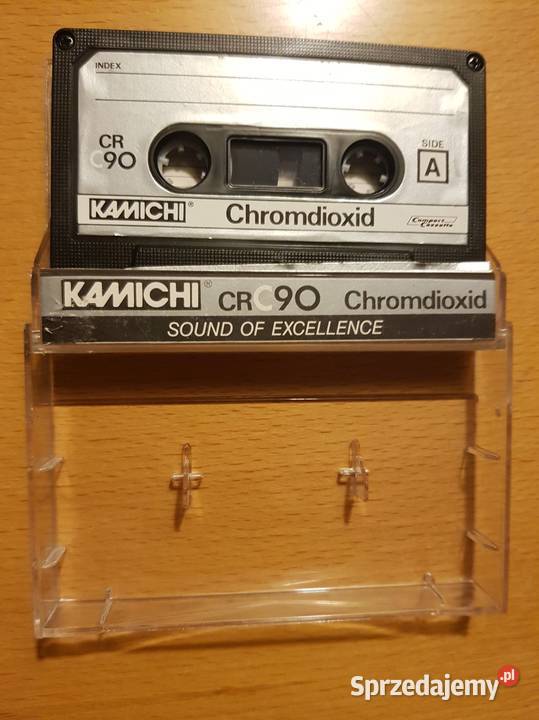 INDEX
CR
C90
SIDE
A
KAMICHI® Chromdioxid
Compact
Cassette
KAMICHI® CRC90 Chromdioxid
SOUND OF EXCELLENCE
Sprzedajemy.pl